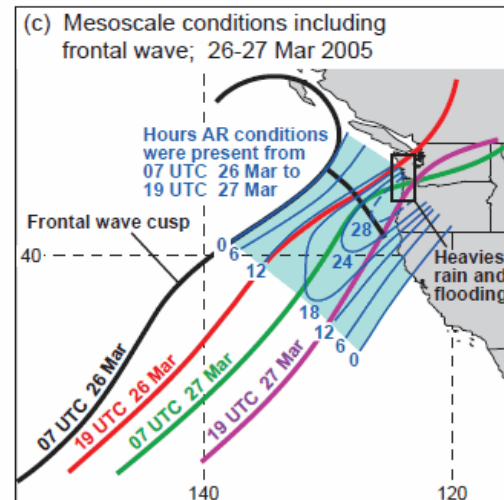 (c) Mesoscale conditions including
frontal wave; 26-27 Mar 2005
Hours AR conditions
were present from
07 UTC 26 Mar to
19 UTC 27 Mar
Frontal wave cusp
40
0
6
12
28
24
18
12
6
0
Heavies
rain and
flooding
07 UTC 26 Mar
19 UTC 26 Mar
07 UTC 27 Mar
19 UTC 27 Mar
140
120